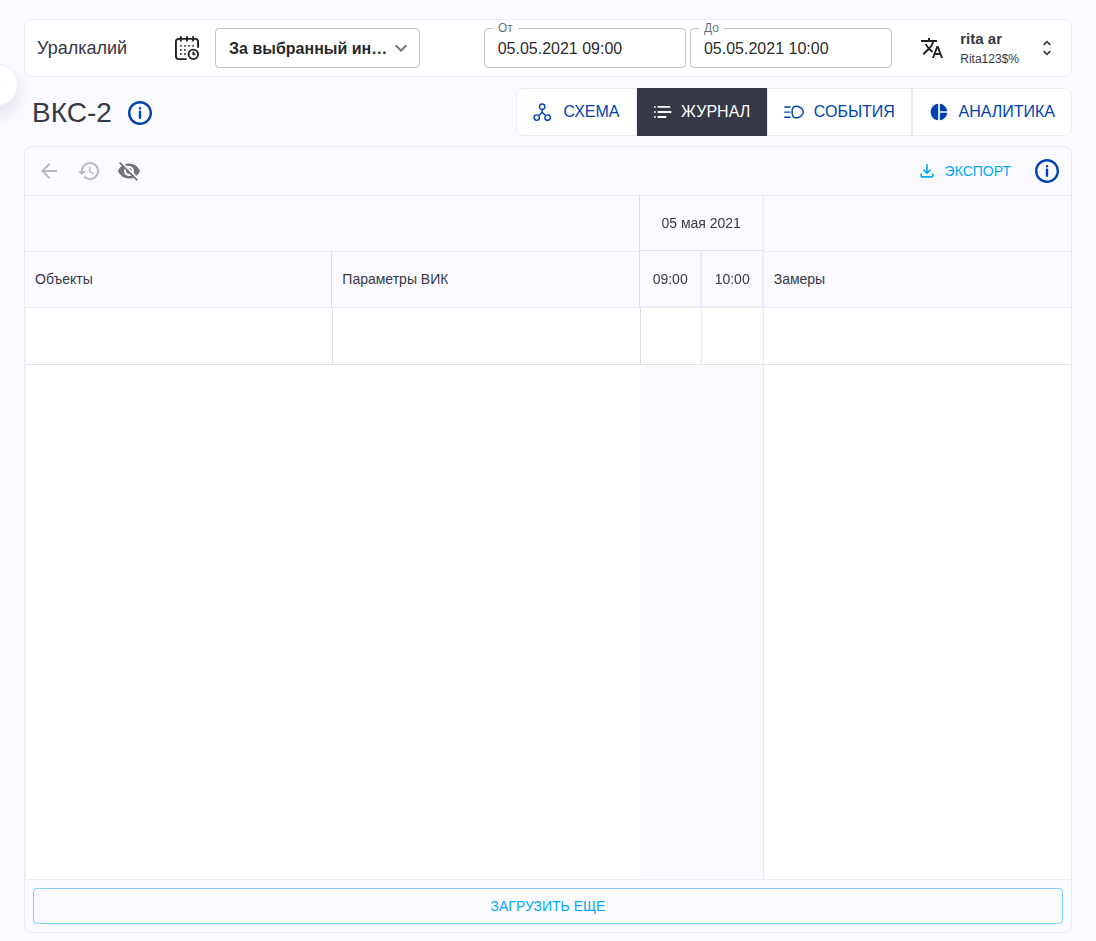 Уралкалий
За выбранный ин...
От
05.05.2021 09:00
До
05.05.2021 10:00
rita ar
Rita123$%
ВКС-2
СХЕМА
ЖУРНАЛ
СОБЫТИЯ
АНАЛИТИКА
ЭКСПОРТ
05 мая 2021
Объекты
Параметры ВИК
09:00
10:00
Замеры
ЗАГРУЗИТЬ ЕЩЕ